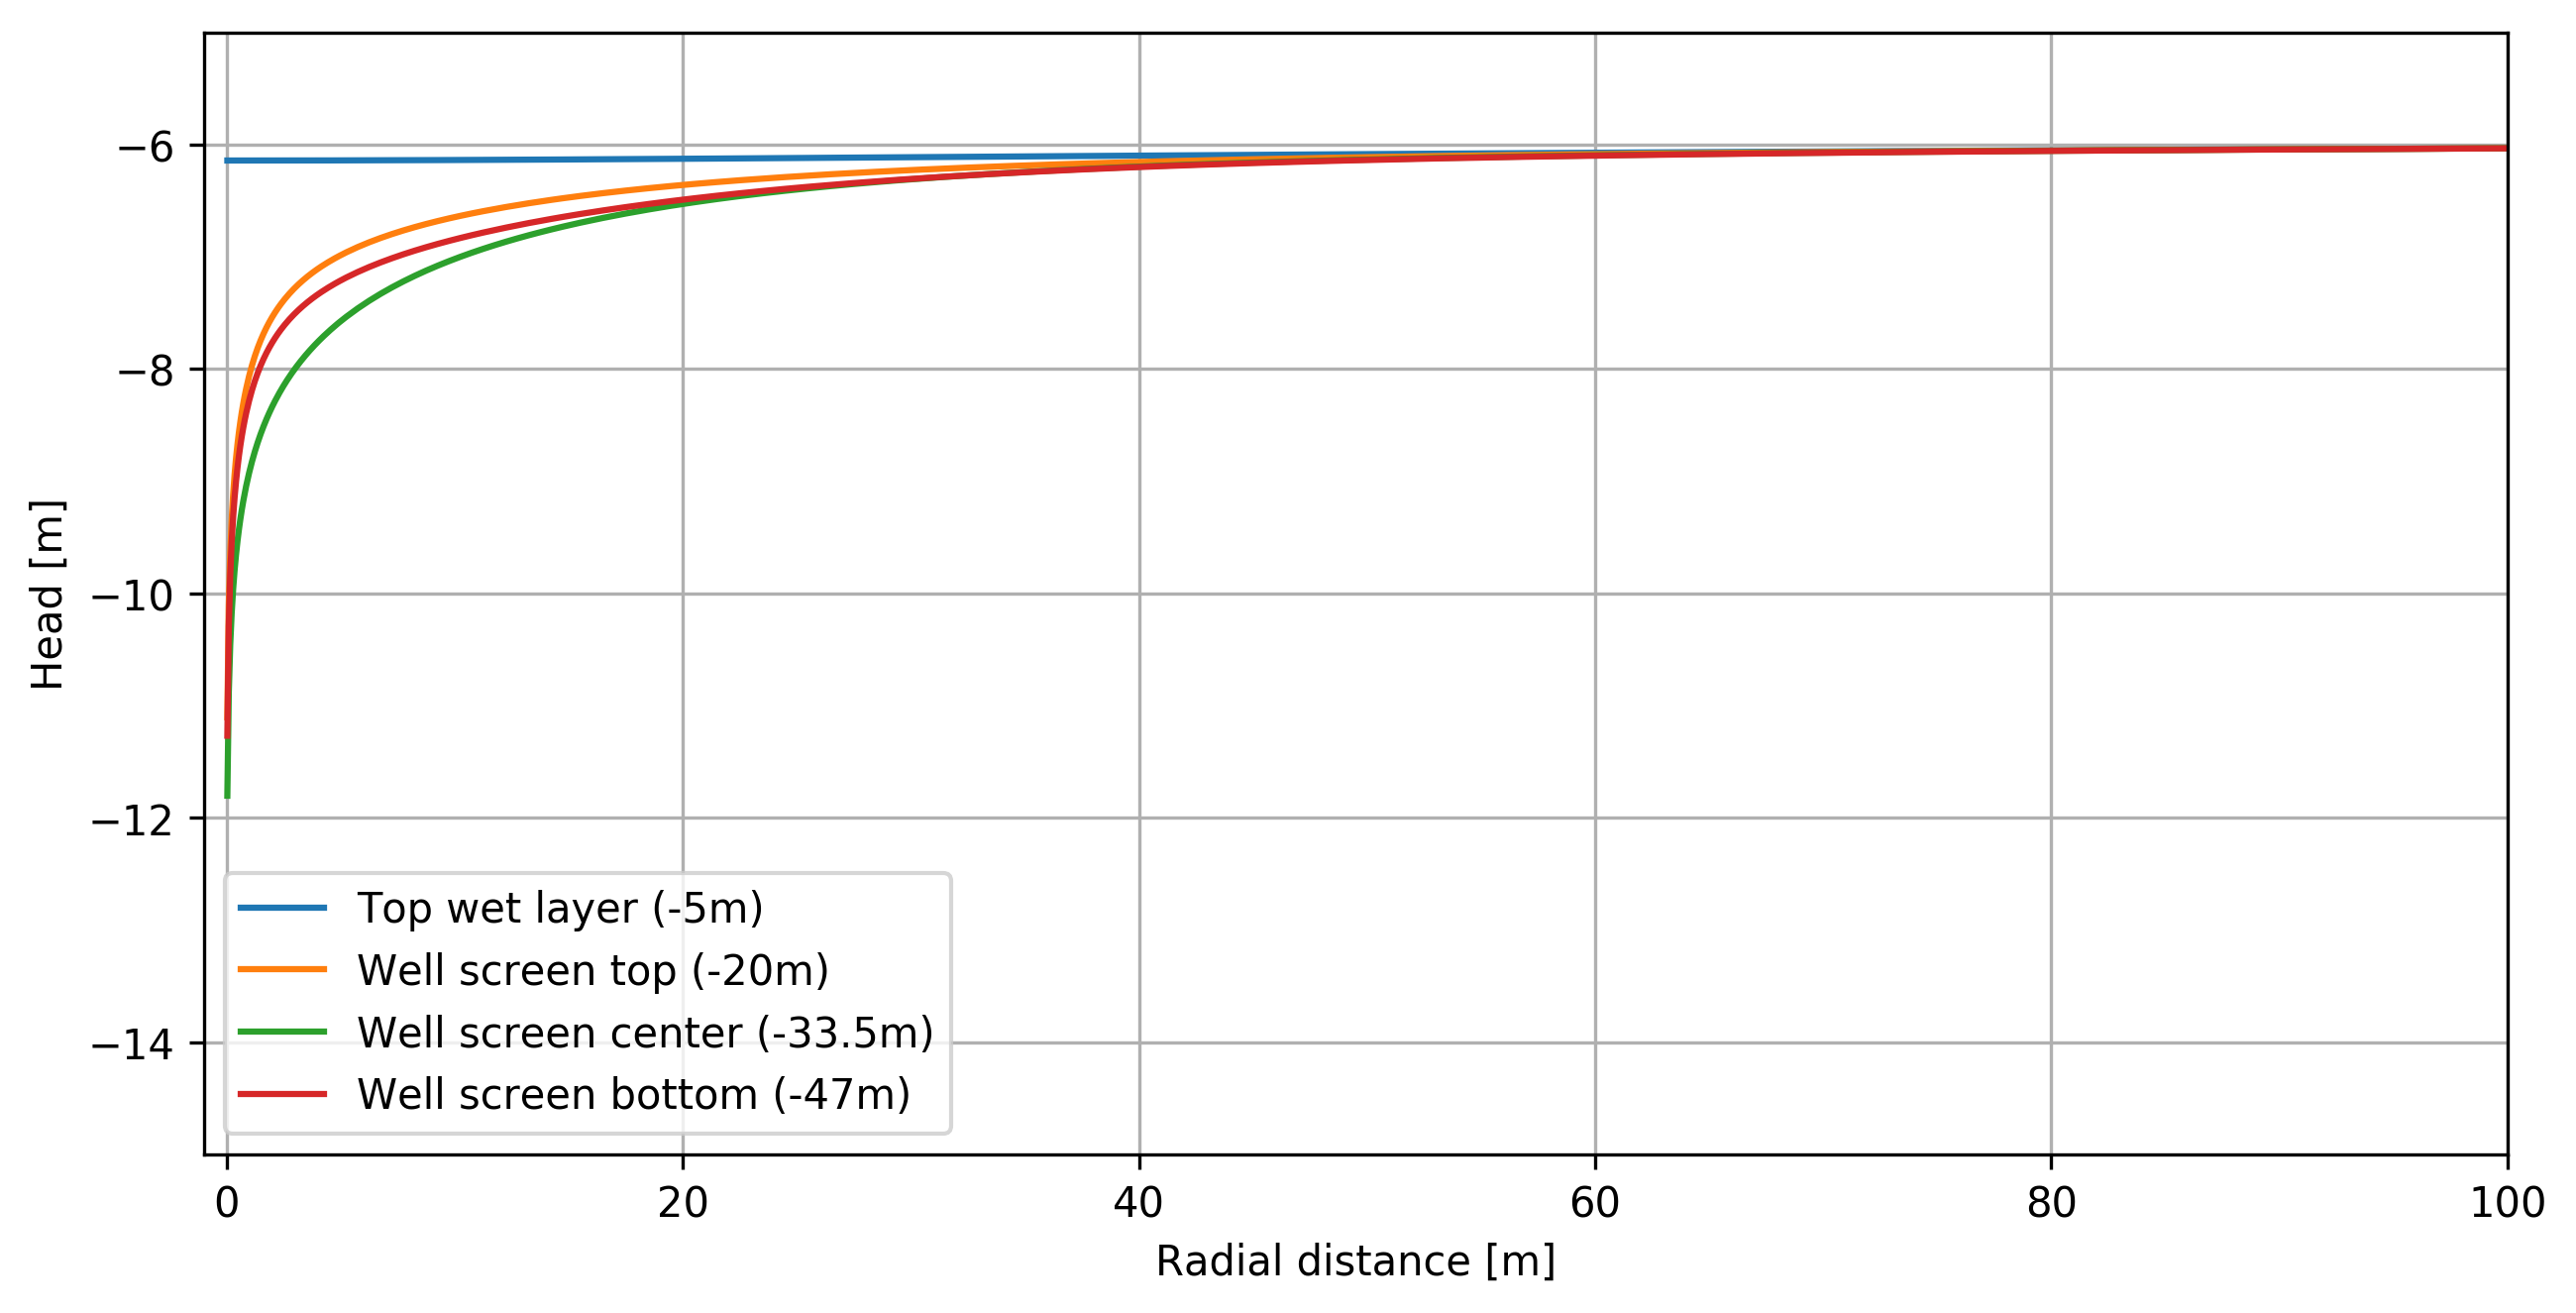 −6
−8
−10
−12
−14
Head [m]
Top wet layer (-5m)
Well screen top (-20m)
Well screen center (-33.5m)
Well screen bottom (-47m)
0 20 40 60 80 100
Radial distance [m]